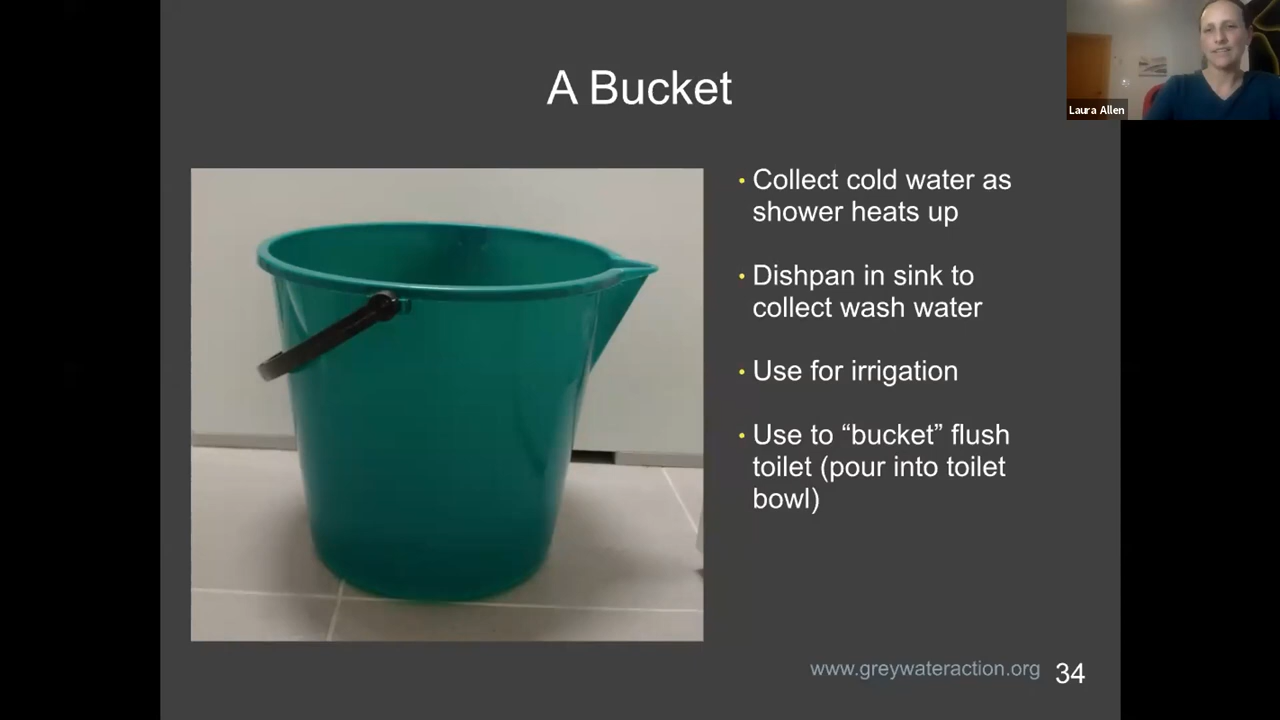 A Bucket
Laura Allen
• Collect cold water as
shower heats up
• Dishpan in sink to
collect wash water
• Use for irrigation
• Use to “bucket” flush
toilet (pour into toilet
bowl)
www.greywateraction.org 34